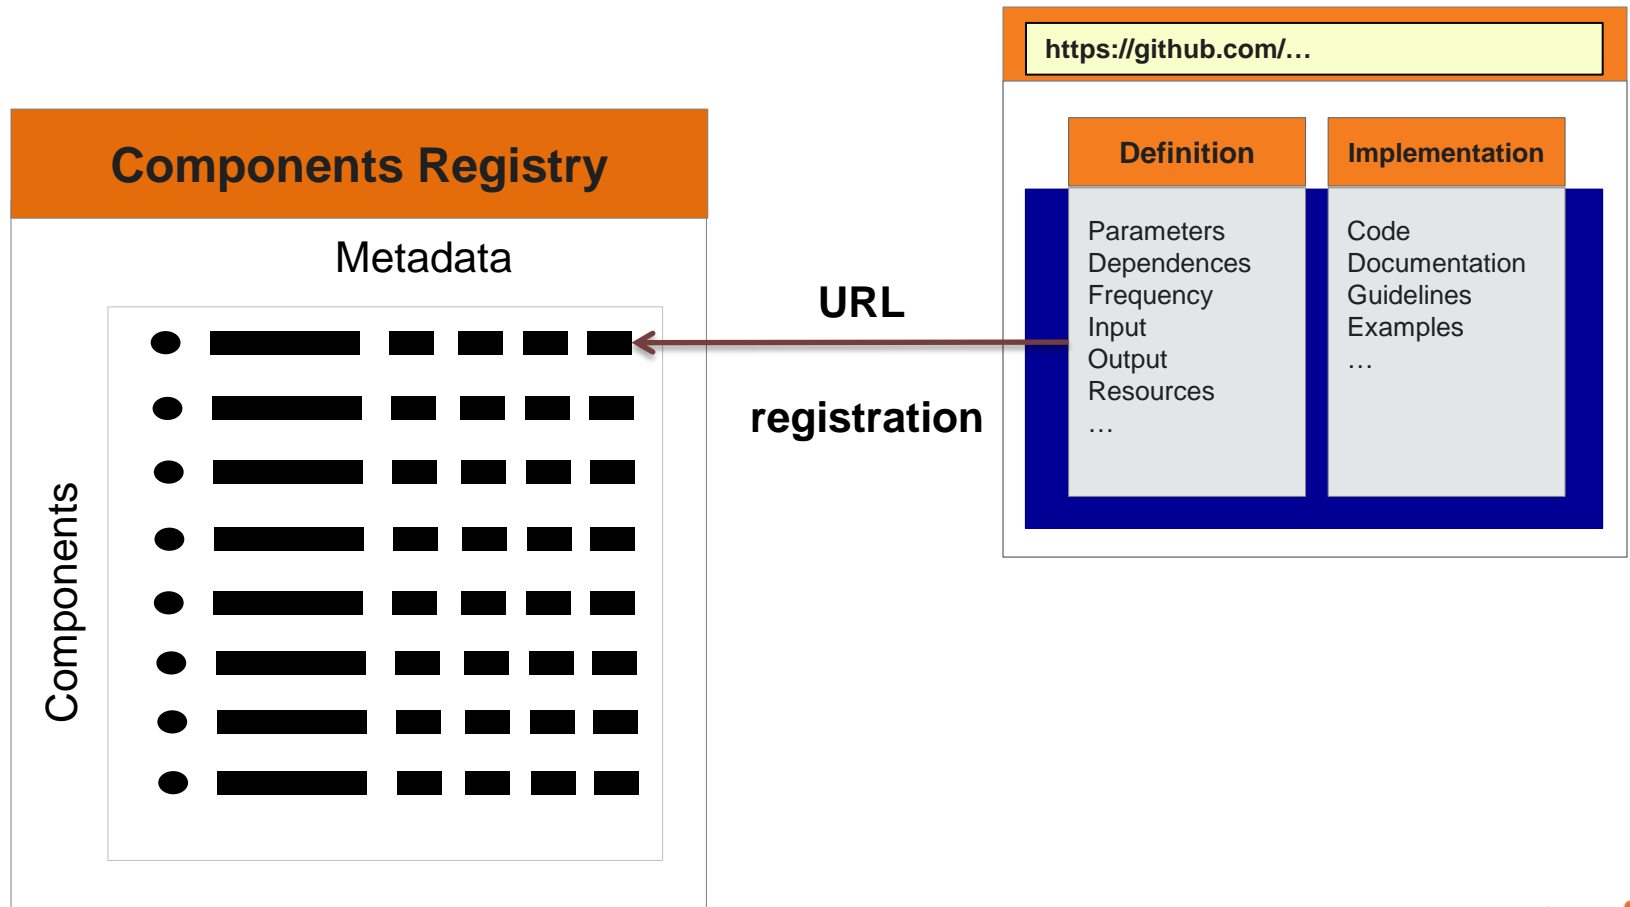 https://github.com/…
Components Registry
Metadata
Components
URL
registration
Definition
Parameters
Dependences
Frequency
Input
Output
Resources
…
Implementation
Code
Documentation
Guidelines
Examples
…